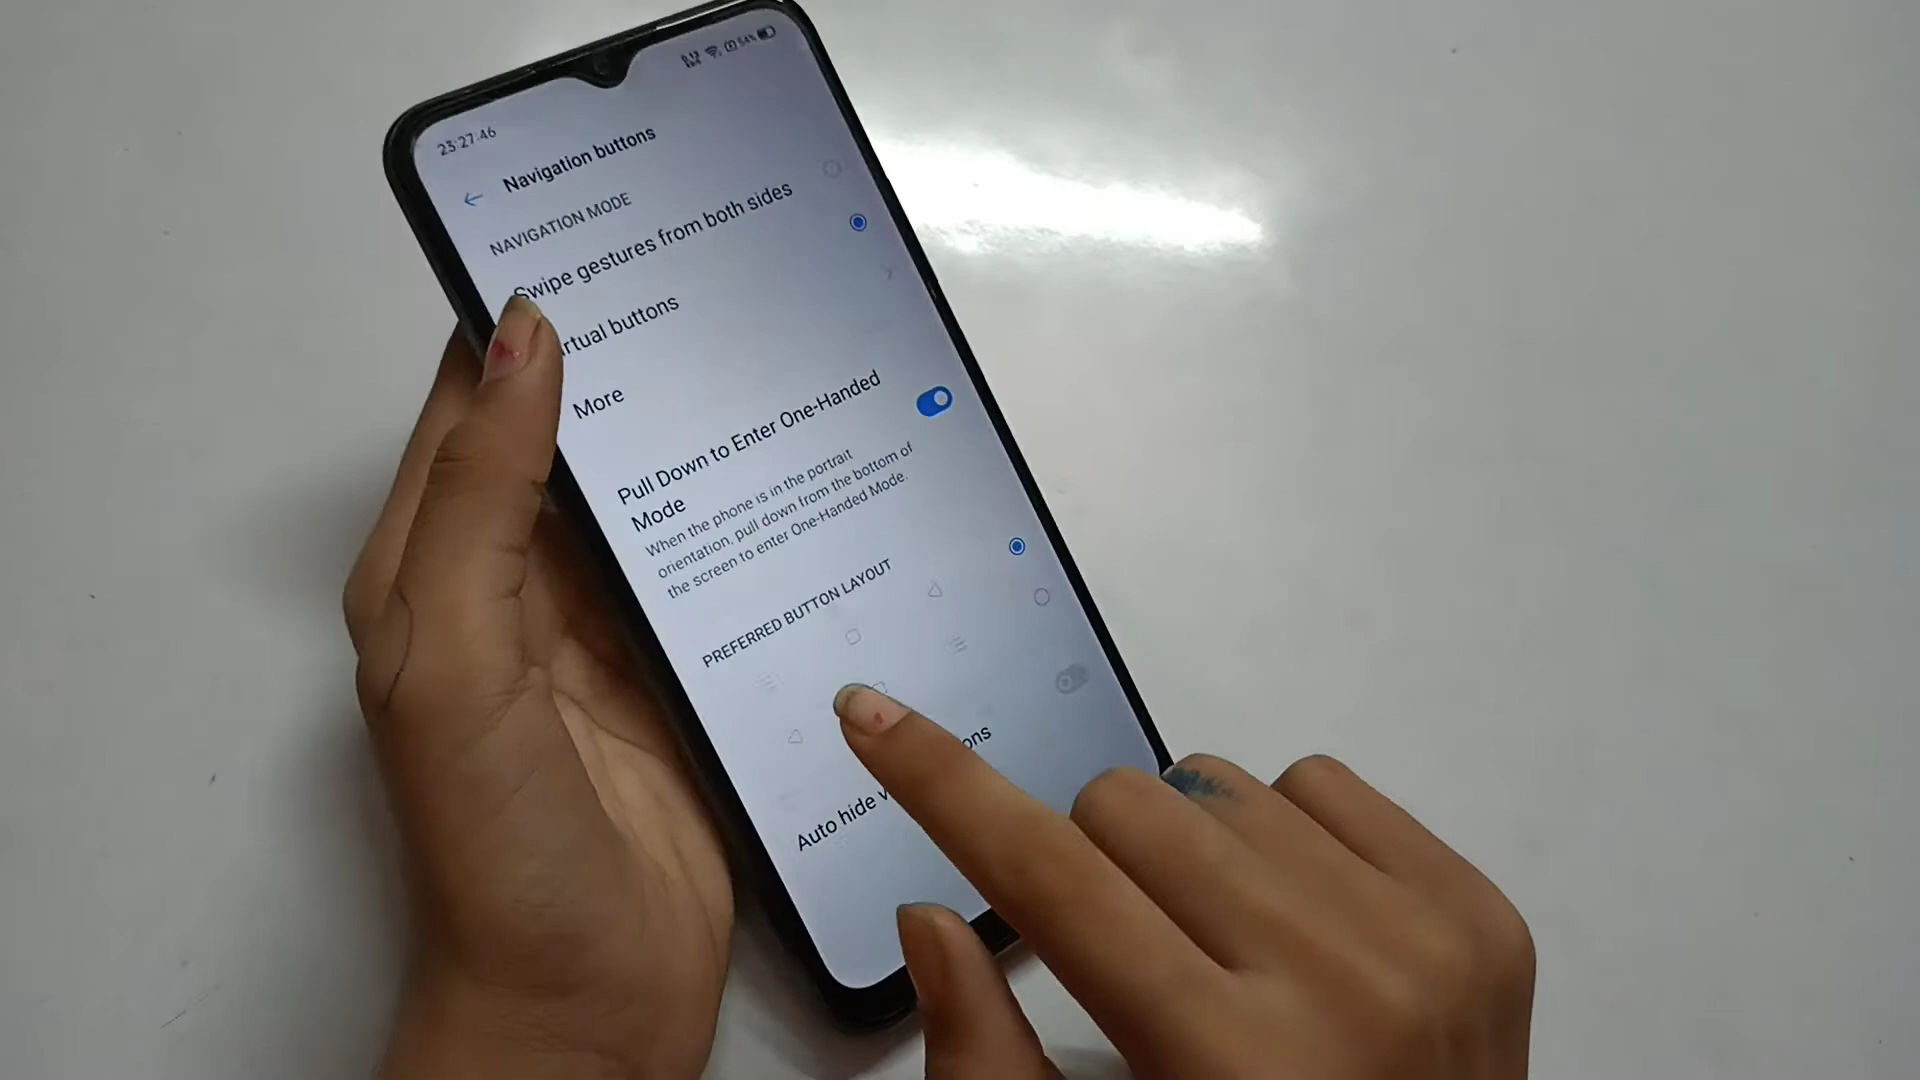 23:27:46
54%
Navigation buttons
NAVIGATION MODE
Swipe gestures from both sides
rtual buttons
More
Pull Down to Enter One-Handed
Mode
When the phone is in the portrait
orientation, pull down from the bottom of
the screen to enter One-Handed Mode.
PREFERRED BUTTON LAYOUT
Auto hide v ons